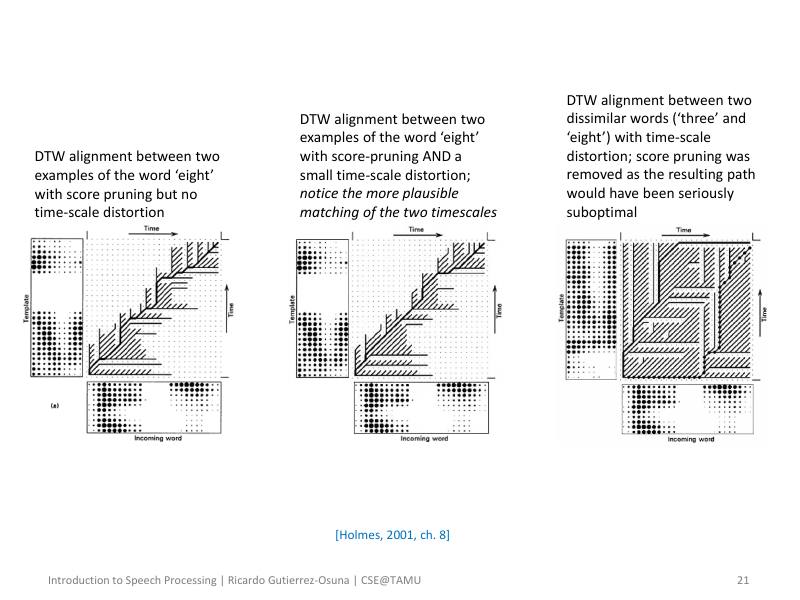 DTW alignment between two
examples of the word ‘eight’
with score pruning but no
time-scale distortion
DTW alignment between two
examples of the word ‘eight’
with score-pruning AND a
small time-scale distortion;
notice the more plausible
matching of the two timescales
DTW alignment between two
dissimilar words (‘three’ and
‘eight’) with time-scale
distortion; score pruning was
removed as the resulting path
would have been seriously
suboptimal
Time
Template
Time
(a)
Incoming word
Time
Template
Time
Incoming word
Time
Template
Time
Incoming word
[Holmes, 2001, ch. 8]
Introduction to Speech Processing | Ricardo Gutierrez-Osuna | CSE@TAMU
21